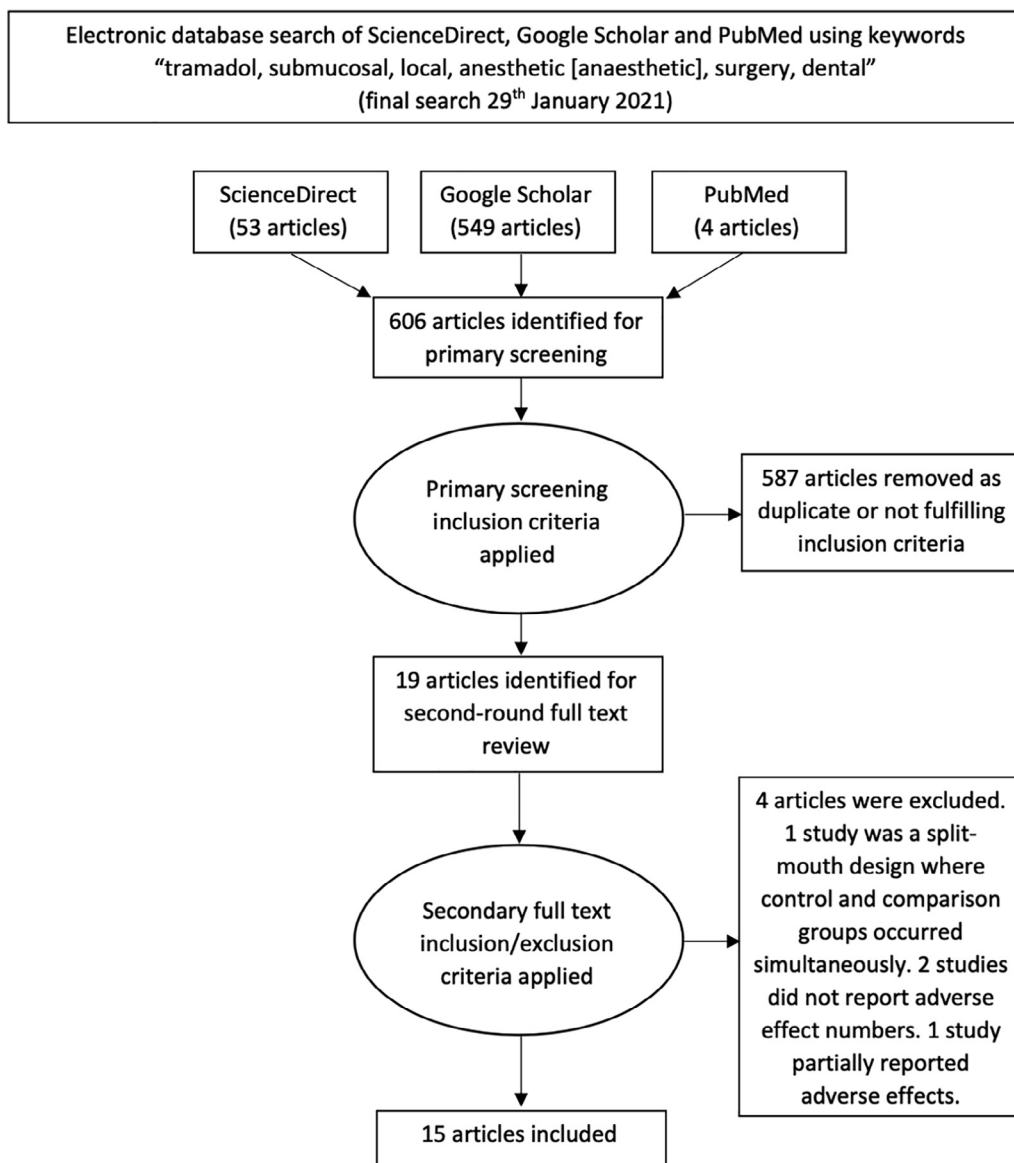 Electronic database search of ScienceDirect, Google Scholar and PubMed using keywords
“tramadol, submucosal, local, anesthetic [anaesthetic], surgery, dental”
(final search 29th January 2021)
ScienceDirect
(53 articles)
Google Scholar
(549 articles)
PubMed
(4 articles)
606 articles identified for
primary screening
Primary screening
inclusion criteria
applied
587 articles removed as
duplicate or not fulfilling
inclusion criteria
19 articles identified for
second-round full text
review
Secondary full text
inclusion/exclusion
criteria applied
4 articles were excluded.
1 study was a split-
mouth design where
control and comparison
groups occurred
simultaneously. 2 studies
did not report adverse
effect numbers. 1 study
partially reported
adverse effects.
15 articles included